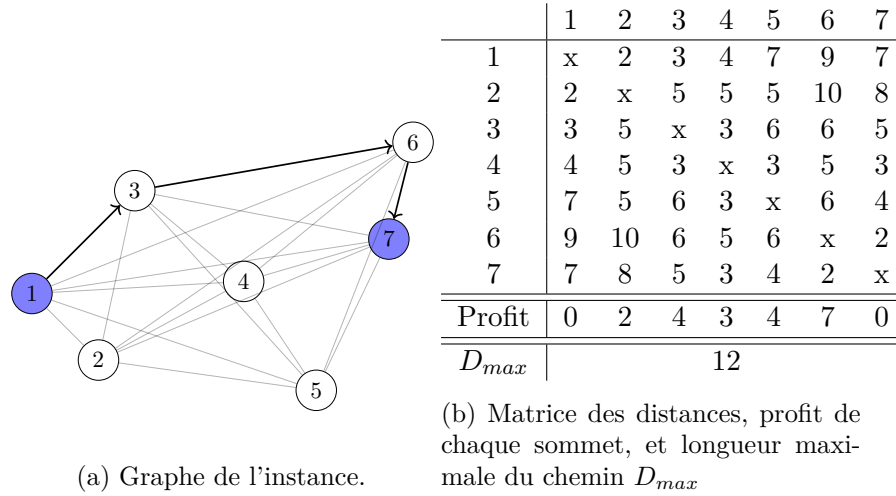 1 2 3 4 5 6 7
1 x 2 3 4 7 9 7
2 2 x 5 5 5 10 8
3 3 5 x 3 6 6 5
4 4 5 3 x 3 5 3
5 7 5 6 3 x 6 4
6 9 10 6 5 6 x 2
7 7 8 5 3 4 2 x
Profit 0 2 4 3 4 7 0
D_{max} 12
6
3
7
4
1
2
5
(a) Graphe de l'instance.
(b) Matrice des distances, profit de
chaque sommet, et longueur maxi-
male du chemin D_{max}